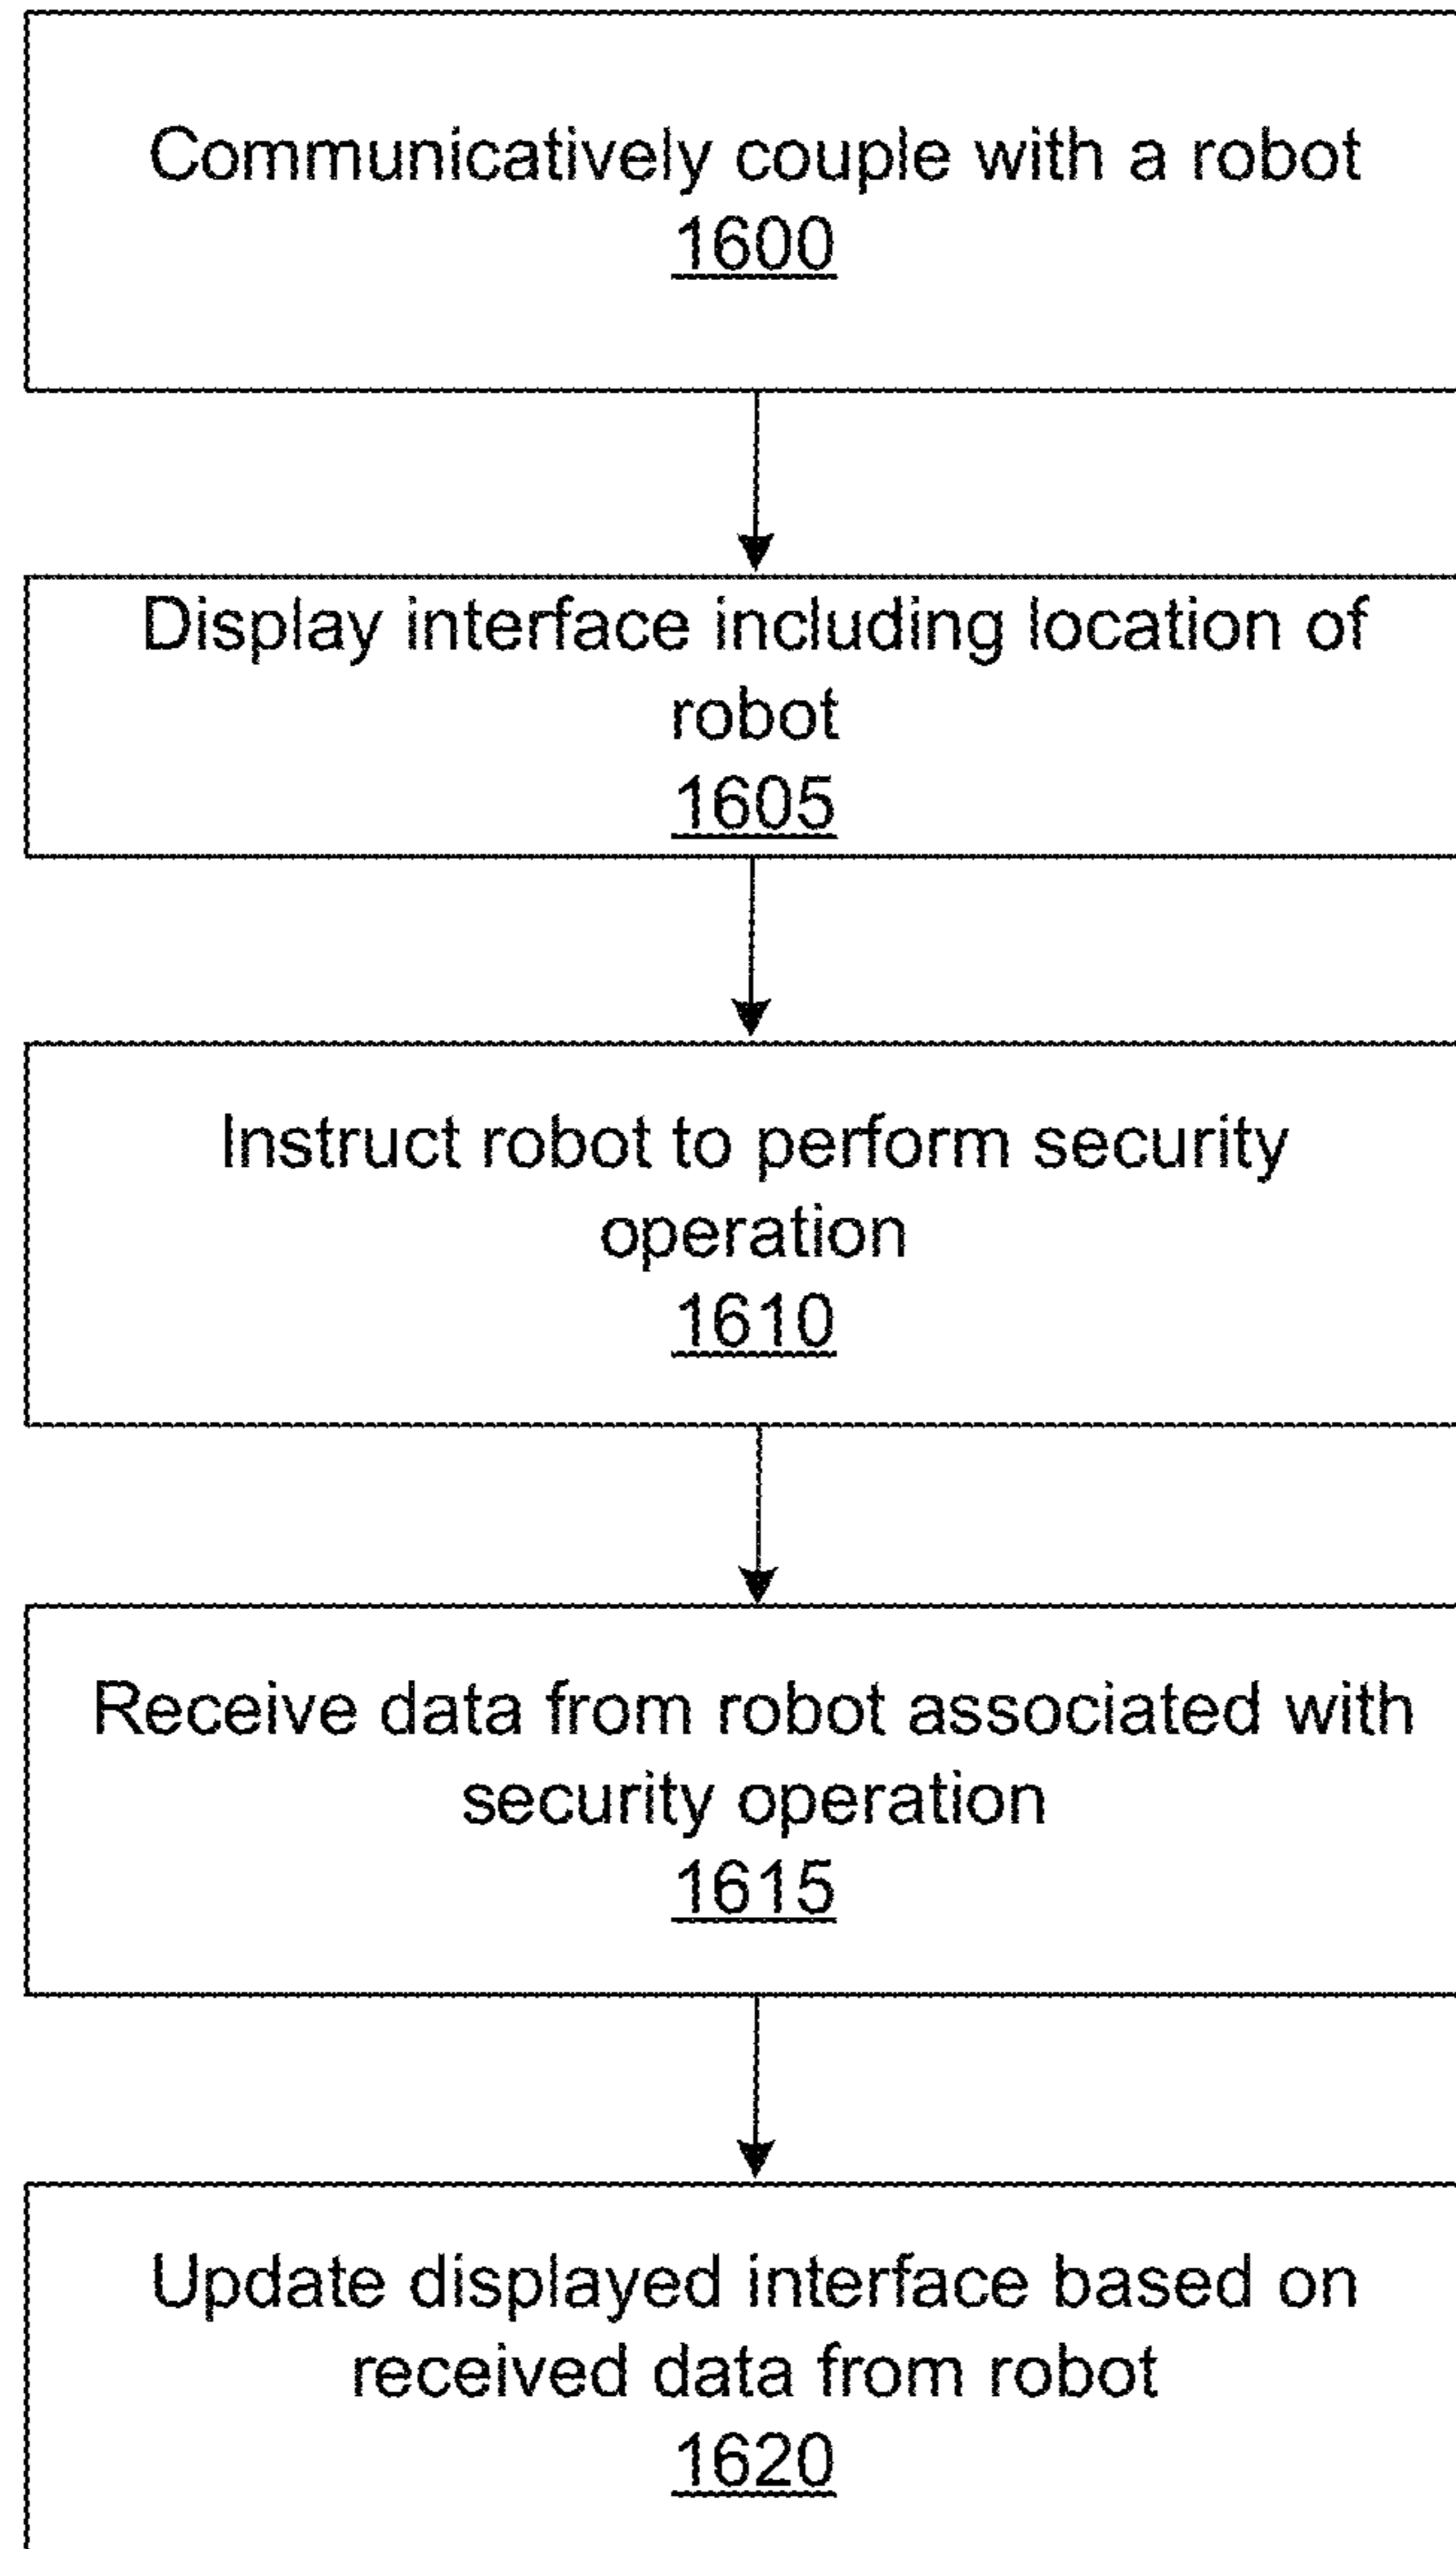 Communicatively couple with a robot
1600
Display interface including location of
robot
1605
Instruct robot to perform security
operation
1610
Receive data from robot associated with
security operation
1615
Update displayed interface based on
received data from robot
1620